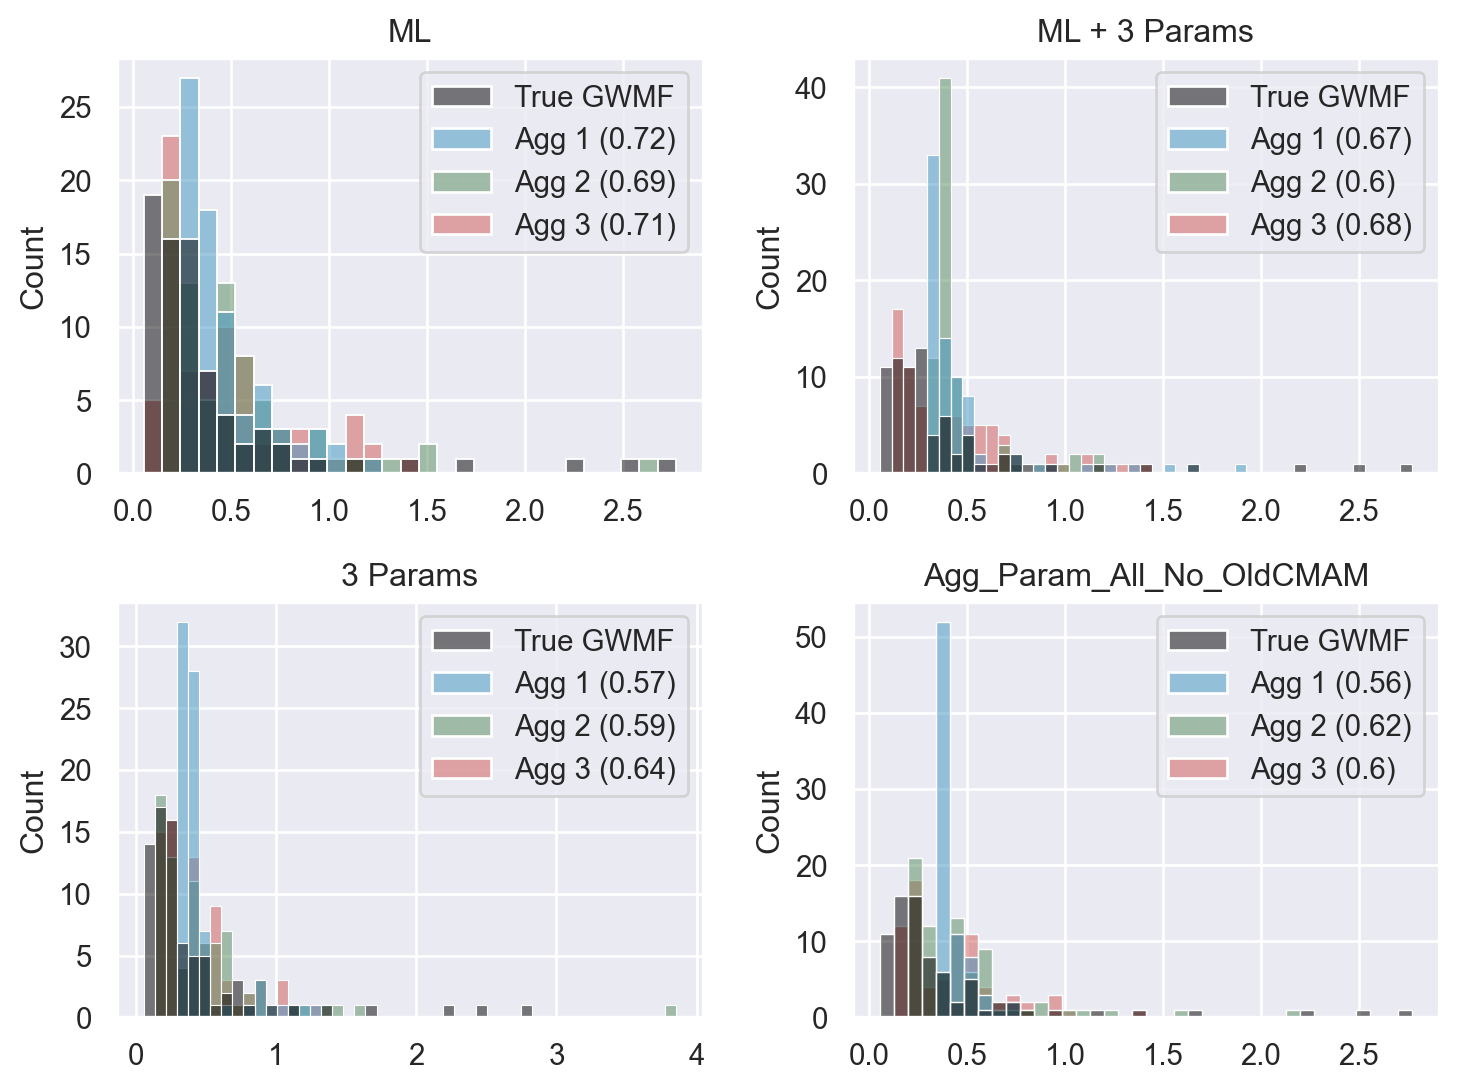 ML
Count
25
20
15
10
5
0
0.0 0.5 1.0 1.5 2.0 2.5
True GWMF
Agg 1 (0.72)
Agg 2 (0.69)
Agg 3 (0.71)
ML + 3 Params
Count
40
30
20
10
0
0.0 0.5 1.0 1.5 2.0 2.5
True GWMF
Agg 1 (0.67)
Agg 2 (0.6)
Agg 3 (0.68)
3 Params
Count
30
25
20
15
10
5
0
0 1 2 3 4
True GWMF
Agg 1 (0.57)
Agg 2 (0.59)
Agg 3 (0.64)
Agg_Param_All_No_OldCMAM
Count
50
40
30
20
10
0
0.0 0.5 1.0 1.5 2.0 2.5
True GWMF
Agg 1 (0.56)
Agg 2 (0.62)
Agg 3 (0.6)